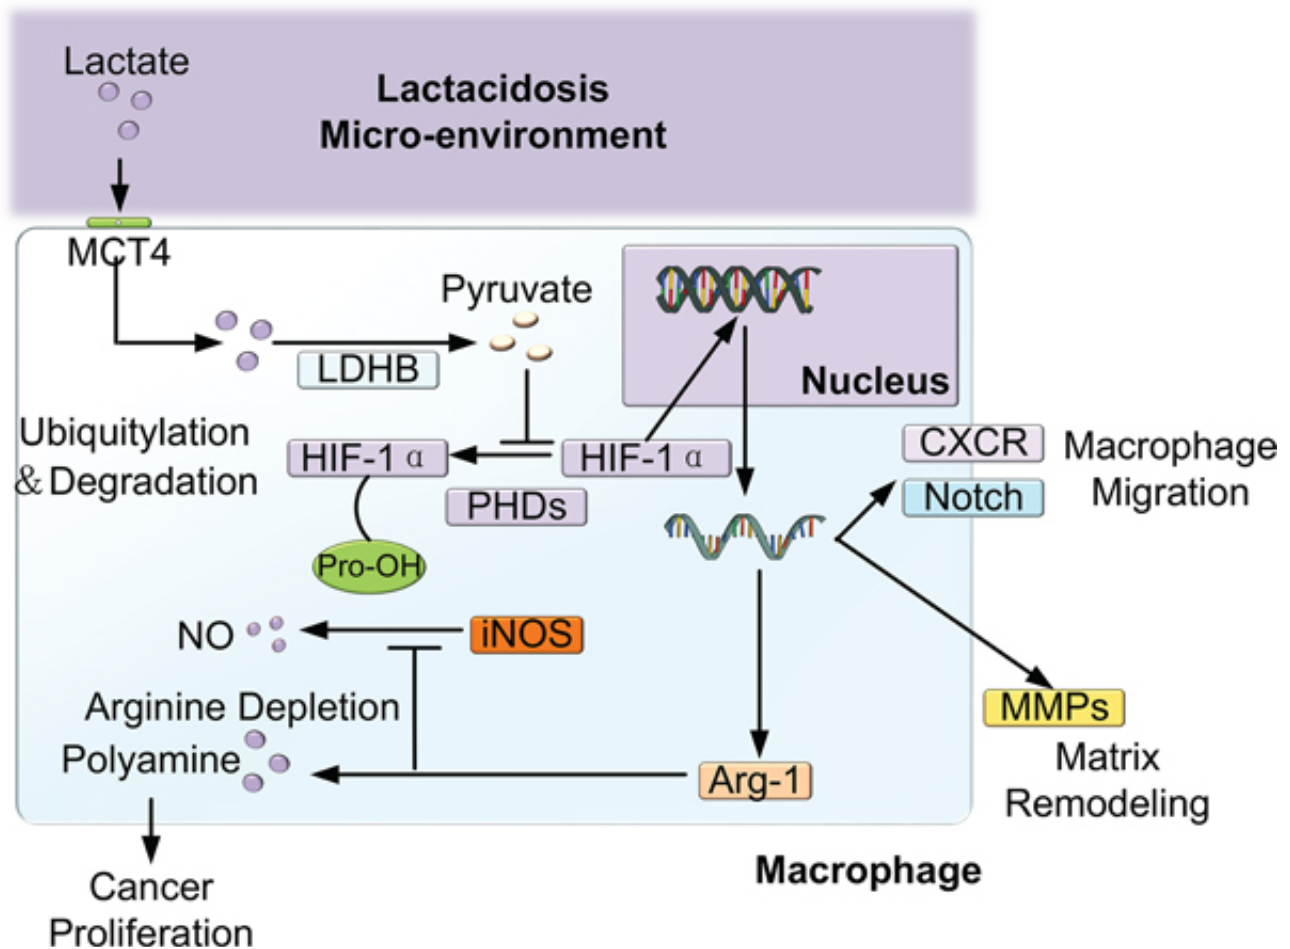 Lactate
Lactacidosis
Micro-environment
MCT4
Pyruvate
LDHB
Nucleus
Ubiquitylation
& Degradation
HIF-1 α
HIF-1 α
PHDs
Pro-OH
CXCR
Notch
Macrophage
Migration
NO
iNOS
Arginine Depletion
Polyamine
Arg-1
MMPs
Matrix
Remodeling
Macrophage
Cancer
Proliferation